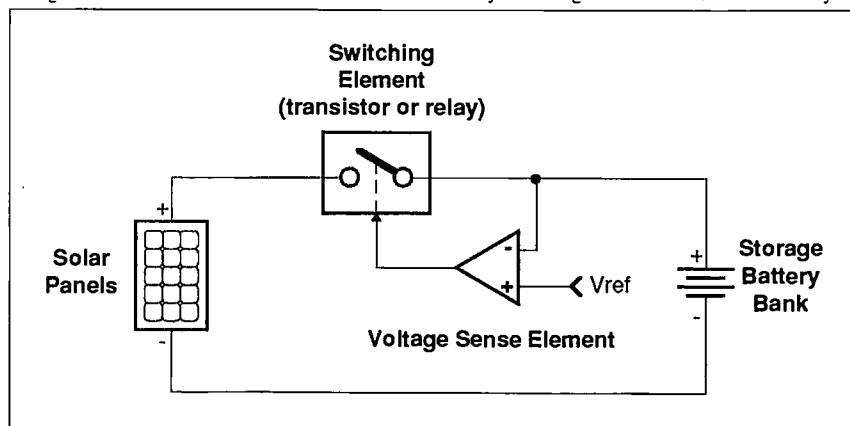 Switching
Element
(transistor or relay)
+
Solar
Panels
-
-
+
Vref
Voltage Sense Element
+
Storage
Battery
Bank
-